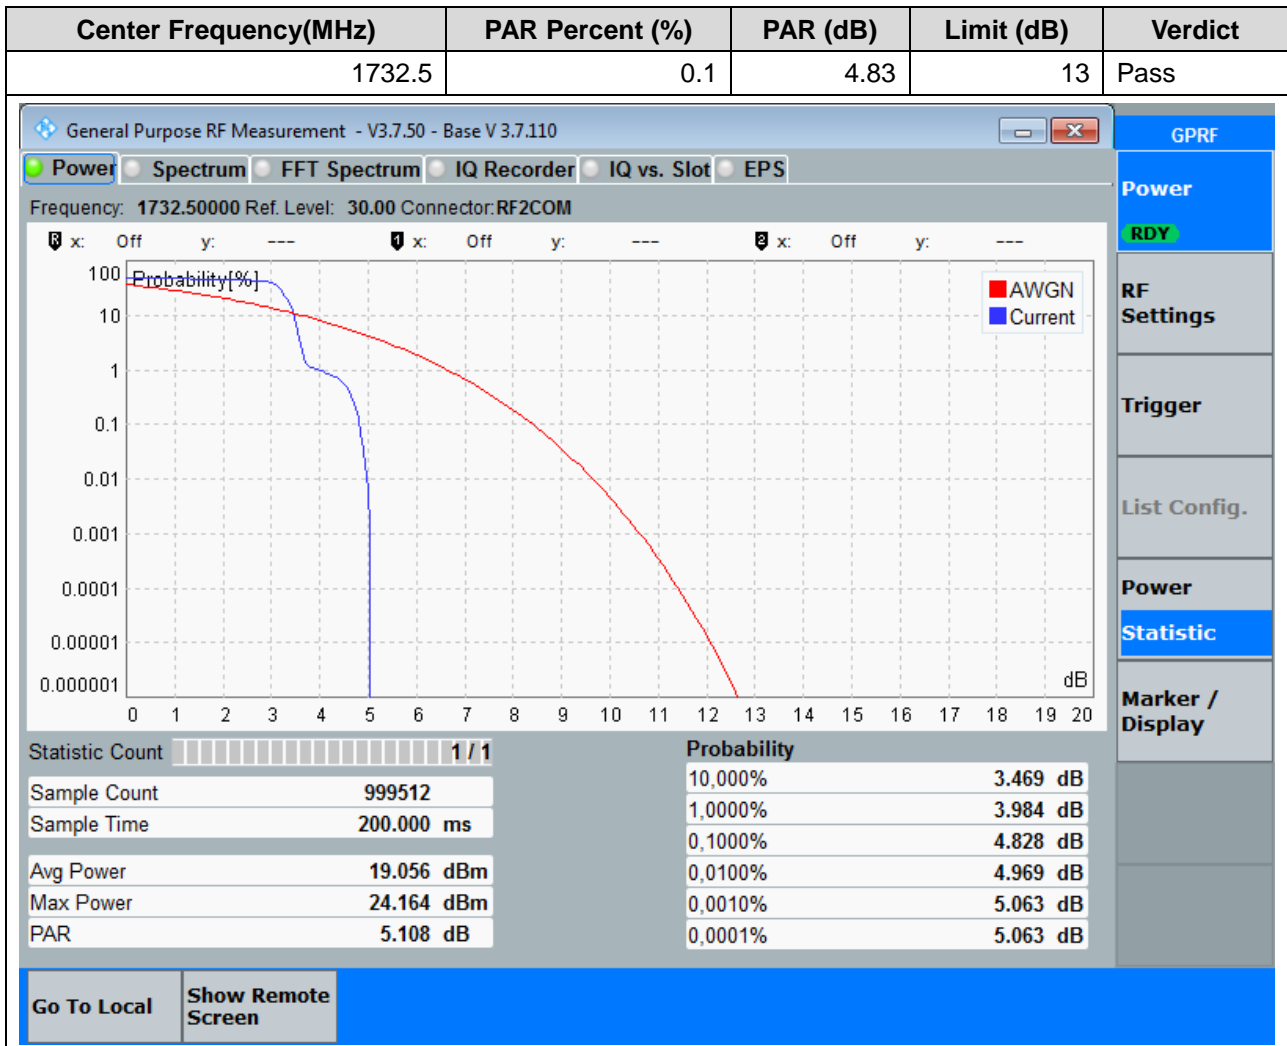 Center Frequency(MHz) PAR Percent (%) PAR (dB) Limit (dB) Verdict
1732.5 0.1 4.83 13 Pass
General Purpose RF Measurement - V3.7.50 - Base V 3.7.110
GPRF
Power Spectrum FFT Spectrum IQ Recorder IQ vs. Slot EPS
Frequency: 1732.50000 Ref. Level: 30.00 Connector: RF2COM
R x: Off y: --- 1 x: Off y: --- 2 x: Off y: ---
Probability[%]
AWGN
Current
100
10
1
0.1
0.01
0.001
0.0001
0.00001
0.000001
dB
0 1 2 3 4 5 6 7 8 9 10 11 12 13 14 15 16 17 18 19 20
Statistic Count 1 / 1
Sample Count 999512
Sample Time 200.000 ms
Avg Power 19.056 dBm
Max Power 24.164 dBm
PAR 5.108 dB
Probability
10,000% 3.469 dB
1,0000% 3.984 dB
0,1000% 4.828 dB
0,0100% 4.969 dB
0,0010% 5.063 dB
0,0001% 5.063 dB
Power
RDY
RF
Settings
Trigger
List Config.
Power
Statistic
Marker /
Display
Go To Local
Show Remote
Screen